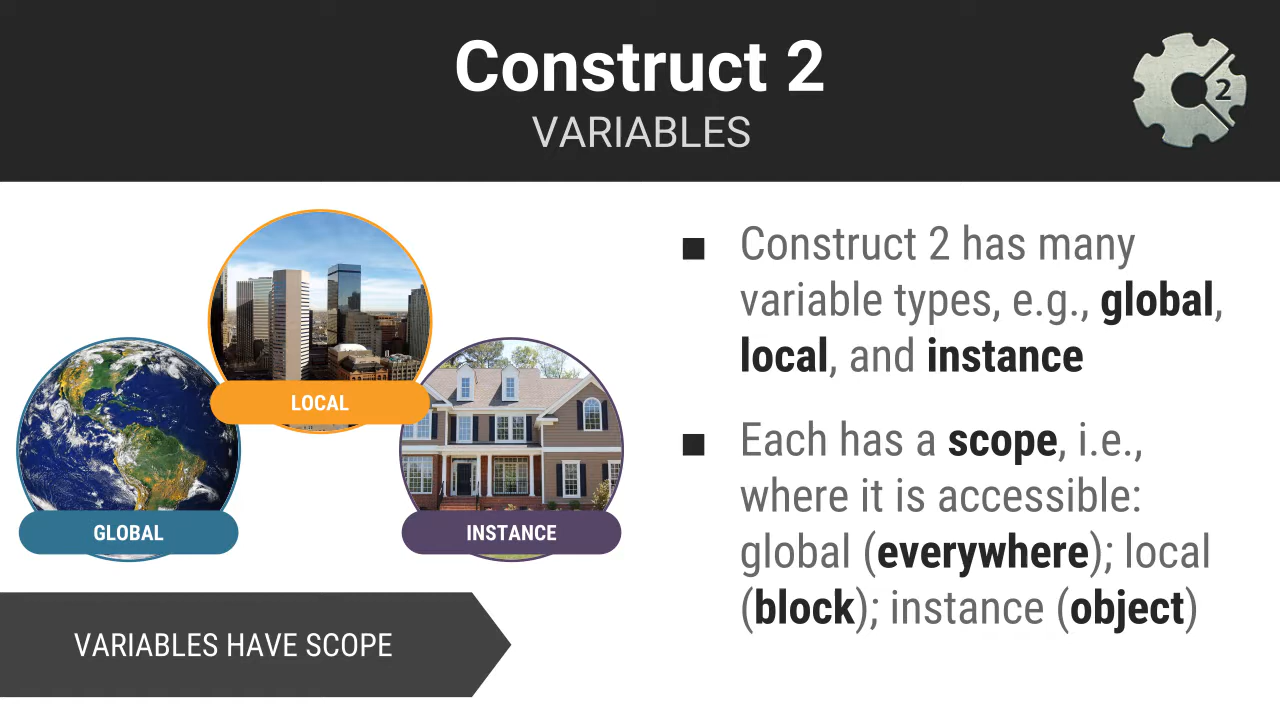 Construct 2
VARIABLES
2
LOCAL
GLOBAL
INSTANCE
VARIABLES HAVE SCOPE
■ Construct 2 has many
variable types, e.g., global,
local, and instance
■ Each has a scope, i.e.,
where it is accessible:
global (everywhere); local
(block); instance (object)